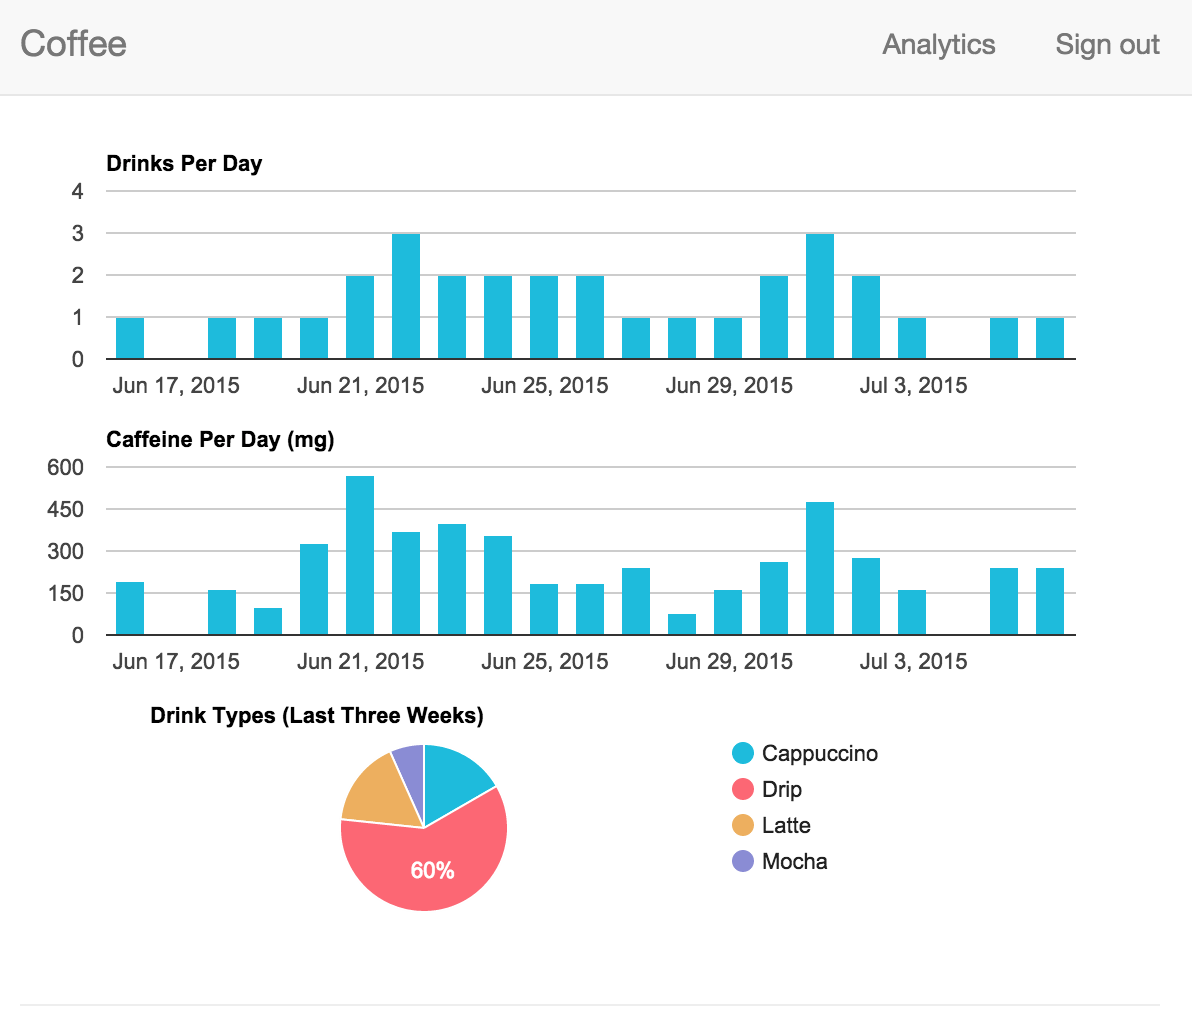 Coffee Analytics Sign out
Drinks Per Day
4
3
2
1
0
Jun 17, 2015 Jun 21, 2015 Jun 25, 2015 Jun 29, 2015 Jul 3, 2015
Caffeine Per Day (mg)
600
450
300
150
0
Jun 17, 2015 Jun 21, 2015 Jun 25, 2015 Jun 29, 2015 Jul 3, 2015
Drink Types (Last Three Weeks)
60%
Cappuccino
Drip
Latte
Mocha